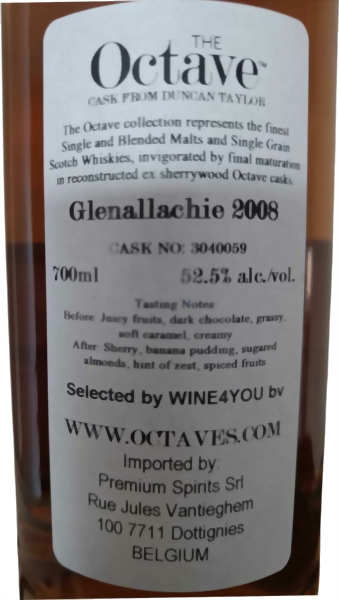 THE
Octave™
CASK FROM DUNCAN TAYLOR
The Octave collection represents the finest
Single and Blended Malts and Single Grain
Scotch Whiskies, invigorated by final maturation
in reconstructed ex sherrywood Octave casks.
Glenallachie 2008
CASK NO: 3040059
700ml 52.5% alc./vol.
Tasting Notes
Before Juicy fruits, dark chocolate, grassy,
soft caramel, creamy
After Sherry, banana pudding, sugared
almonds, hint of zest, spiced fruits
Selected by WINE4YOU bv
WWW.OCTAVES.COM
Imported by:
Premium Spirits Srl
Rue Jules Vantieghem
100 7711 Dottignies
BELGIUM